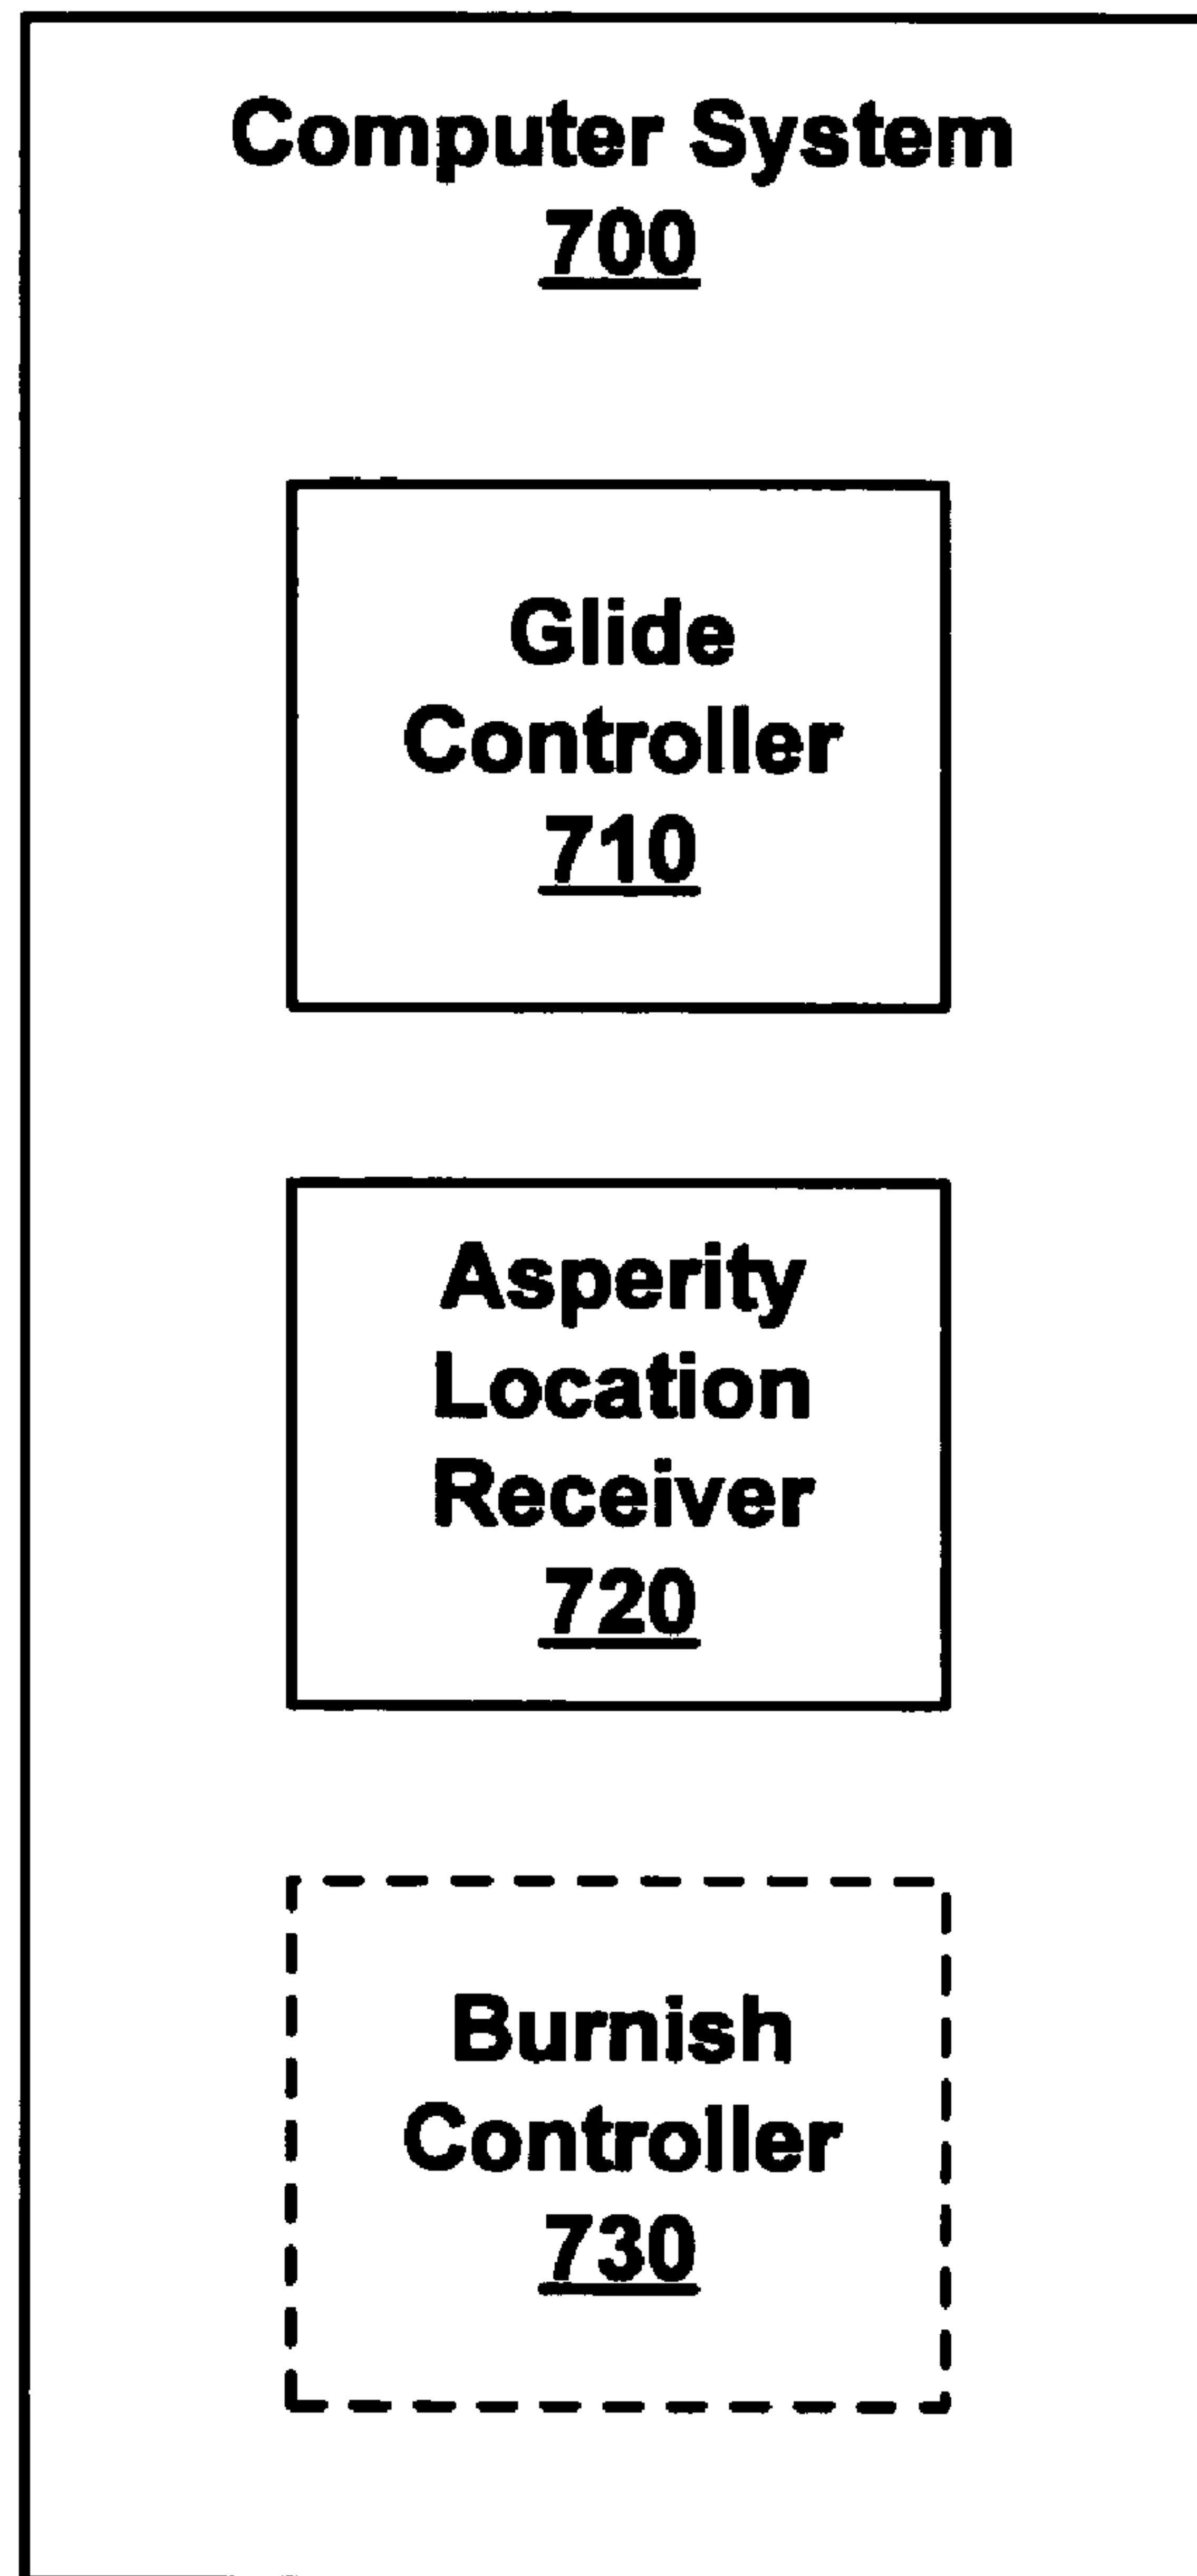 Computer System
700
Glide
Controller
710
Asperity
Location
Receiver
720
Burnish
Controller
730